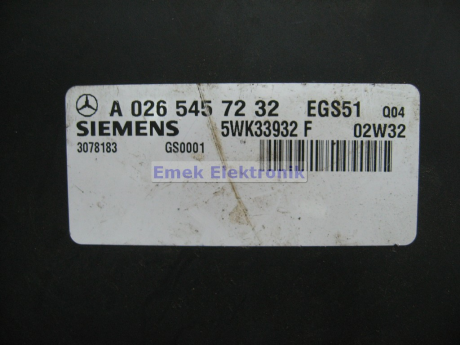 A 026 545 72 32 EGS51 Q04
SIEMENS 5WK33932 F 02W32
3078183 GS0001
Emek Elektronik